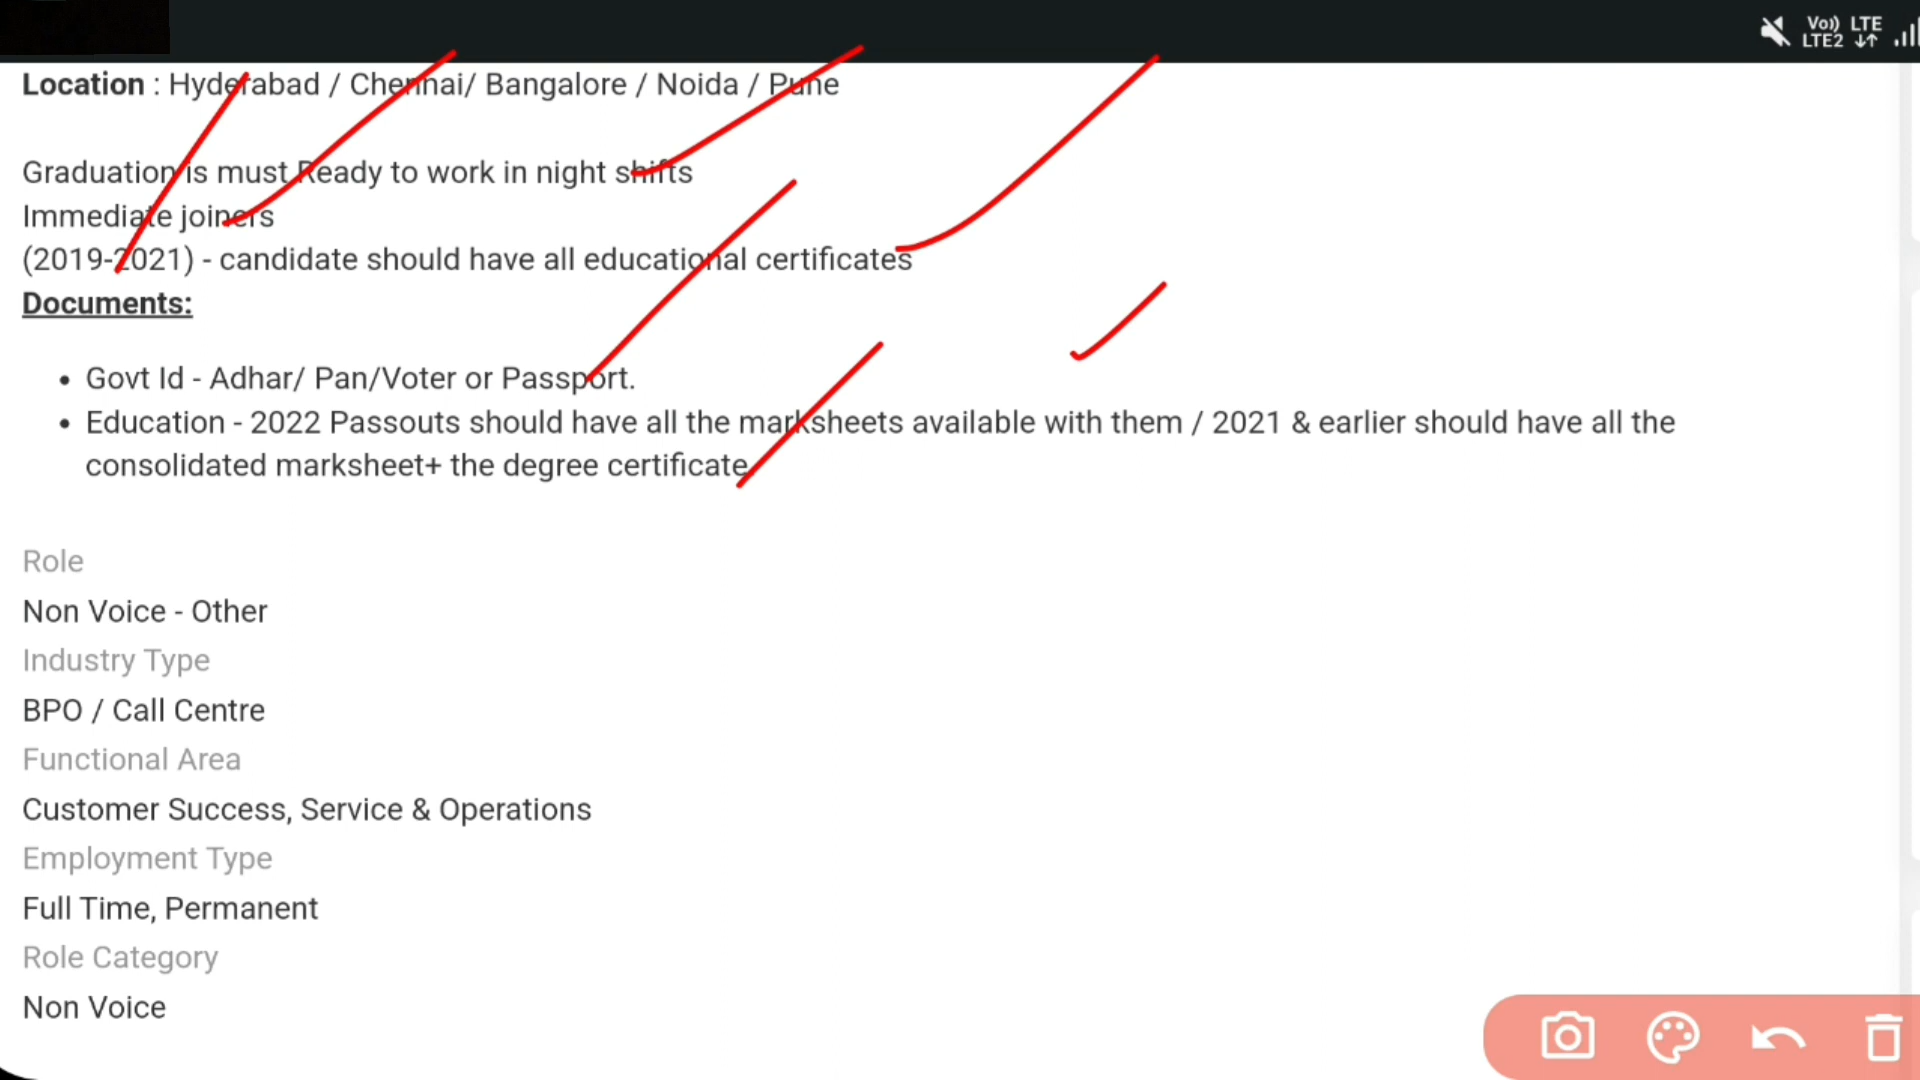 Vo)) LTE
LTE2
Location : Hyderabad / Chennai/ Bangalore / Noida / Pune
Graduation is must Ready to work in night shifts
Immediate joiners
(2019-2021) - candidate should have all educational certificates
Documents:
• Govt Id - Adhar/ Pan/Voter or Passport.
• Education - 2022 Passouts should have all the marksheets available with them / 2021 & earlier should have all the
consolidated marksheet+ the degree certificate
Role
Non Voice - Other
Industry Type
BPO / Call Centre
Functional Area
Customer Success, Service & Operations
Employment Type
Full Time, Permanent
Role Category
Non Voice